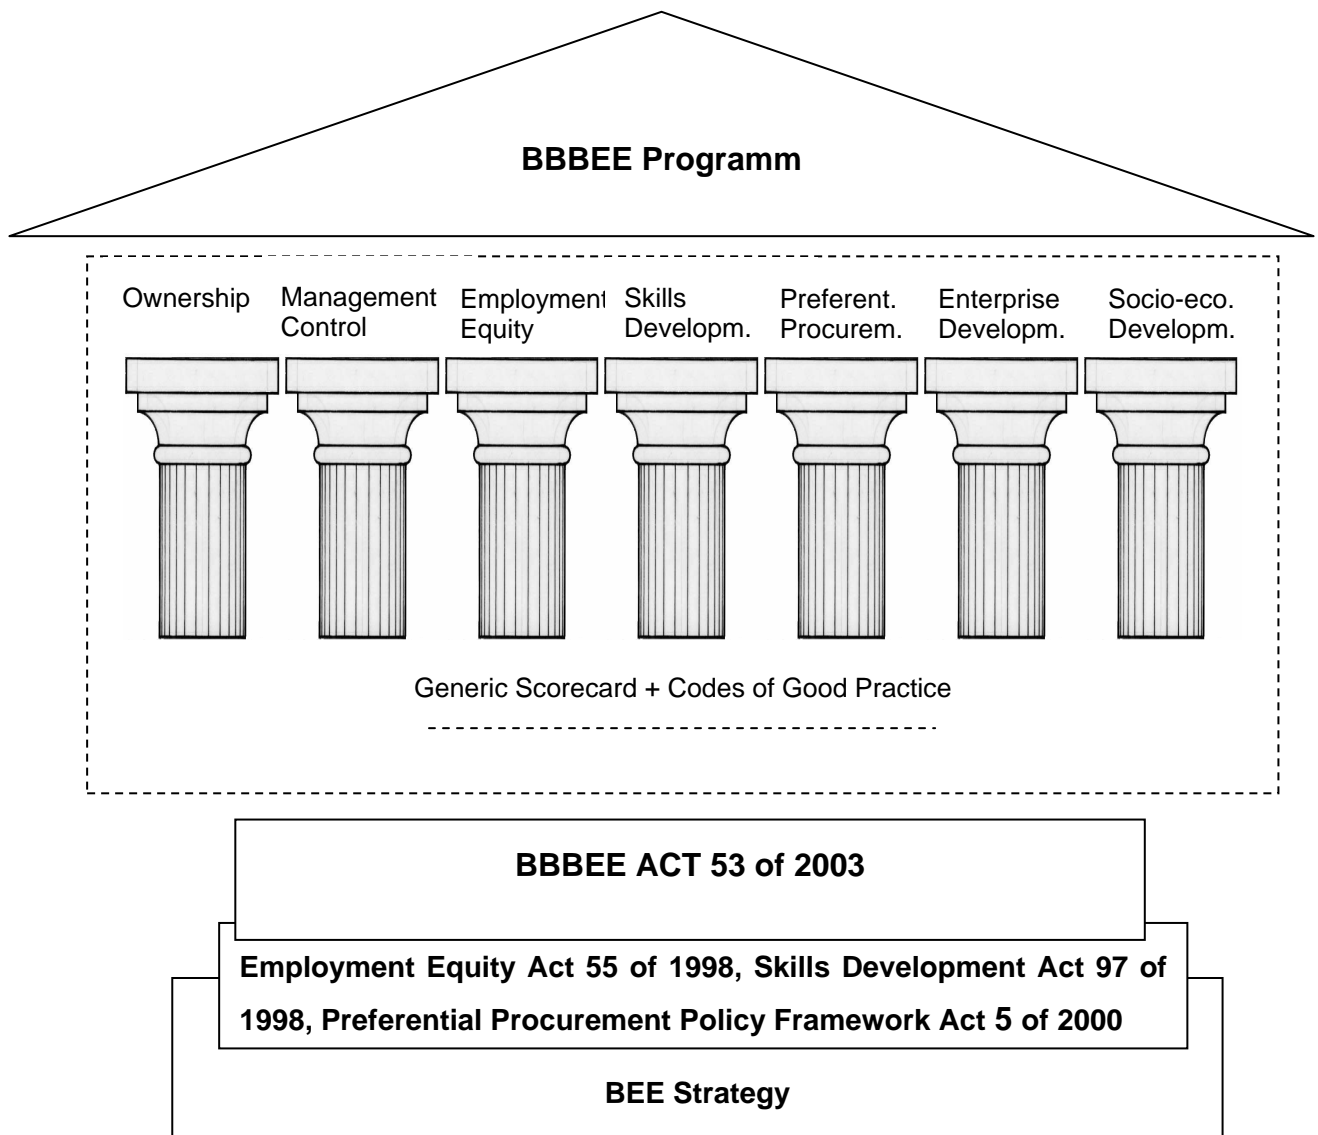 BBBEE Programm
Ownership
Management
Control
Employment
Equity
Skills
Developm.
Preferent.
Procurem.
Enterprise
Developm.
Socio-eco.
Developm.
Generic Scorecard + Codes of Good Practice
BBBEE ACT 53 of 2003
Employment Equity Act 55 of 1998, Skills Development Act 97 of
1998, Preferential Procurement Policy Framework Act 5 of 2000
BEE Strategy